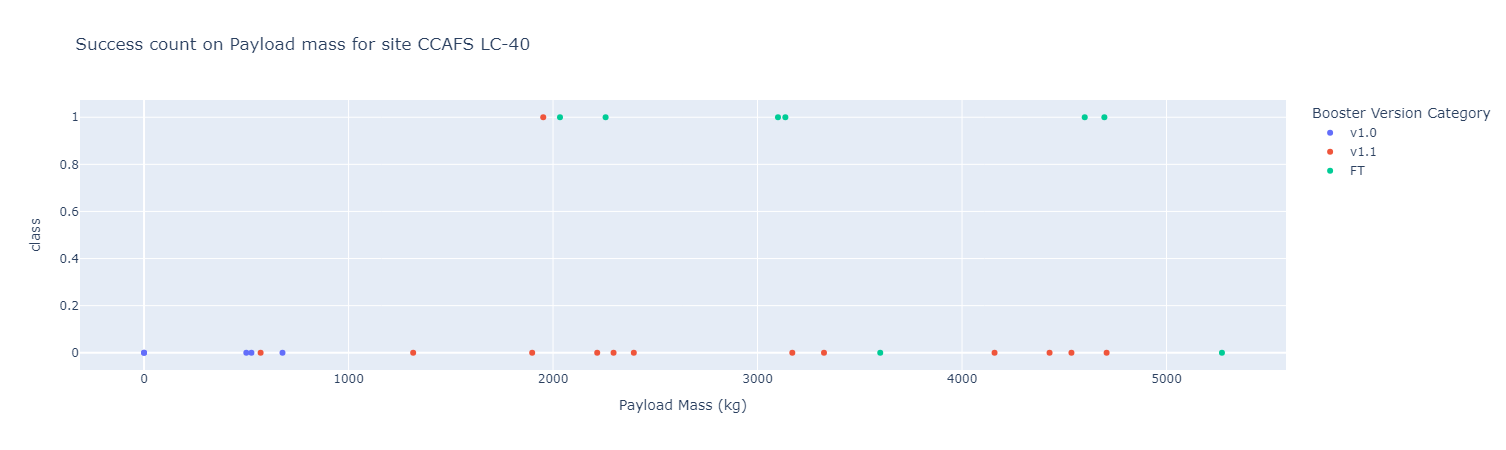 Success count on Payload mass for site CCAFS LC-40
Booster Version Category
v1.0
v1.1
FT
class
1
0.8
0.6
0.4
0.2
0
0 1000 2000 3000 4000 5000
Payload Mass (kg)